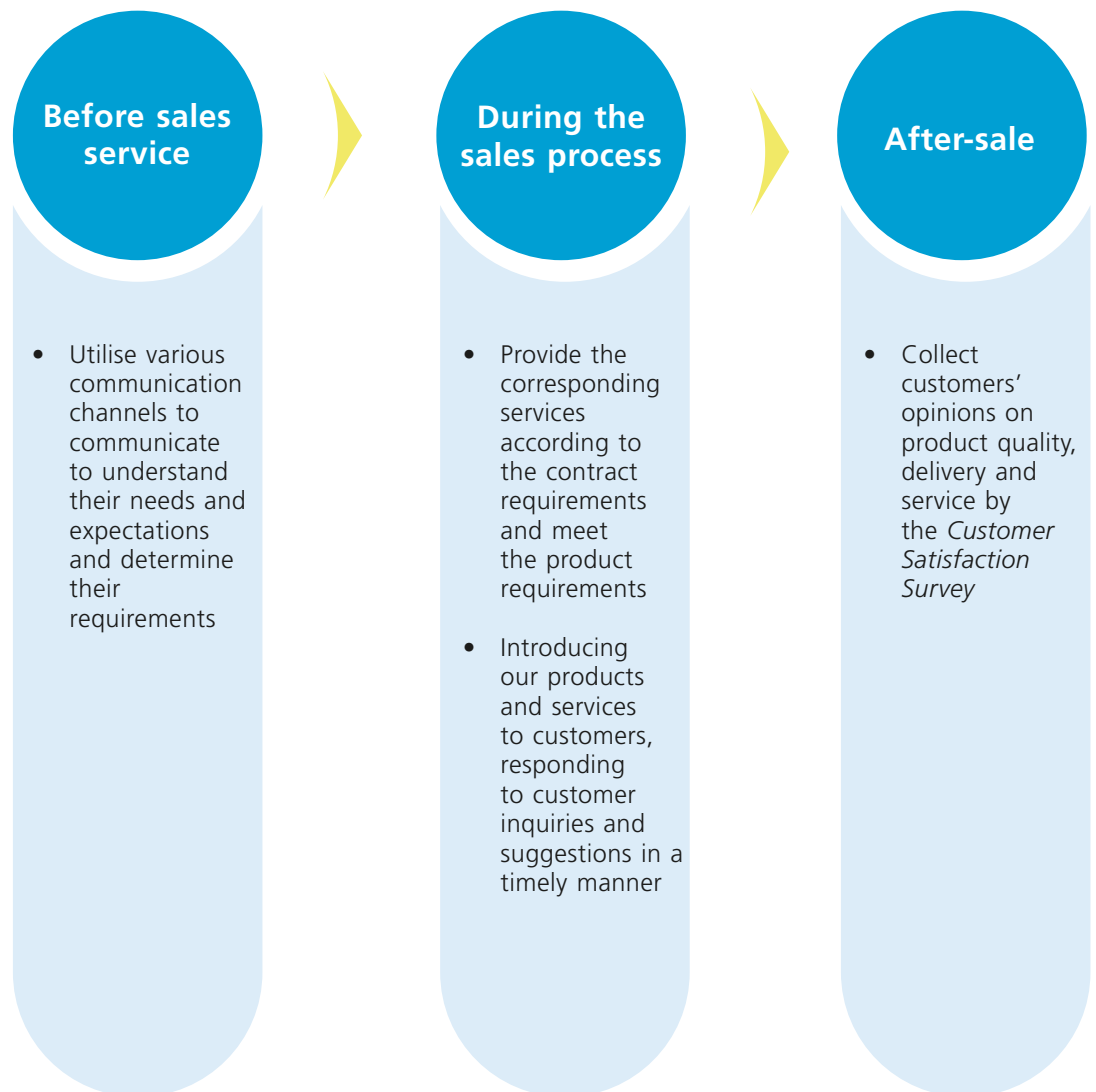 Before sales
service
• Utilise various
communication
channels to
communicate
to understand
their needs and
expectations
and determine
their
requirements
During the
sales process
• Provide the
corresponding
services
according to
the contract
requirements
and meet
the product
requirements
• Introducing
our products
and services
to customers,
responding
to customer
inquiries and
suggestions in a
timely manner
After-sale
• Collect
customers’
opinions on
product quality,
delivery and
service by
the Customer
Satisfaction
Survey